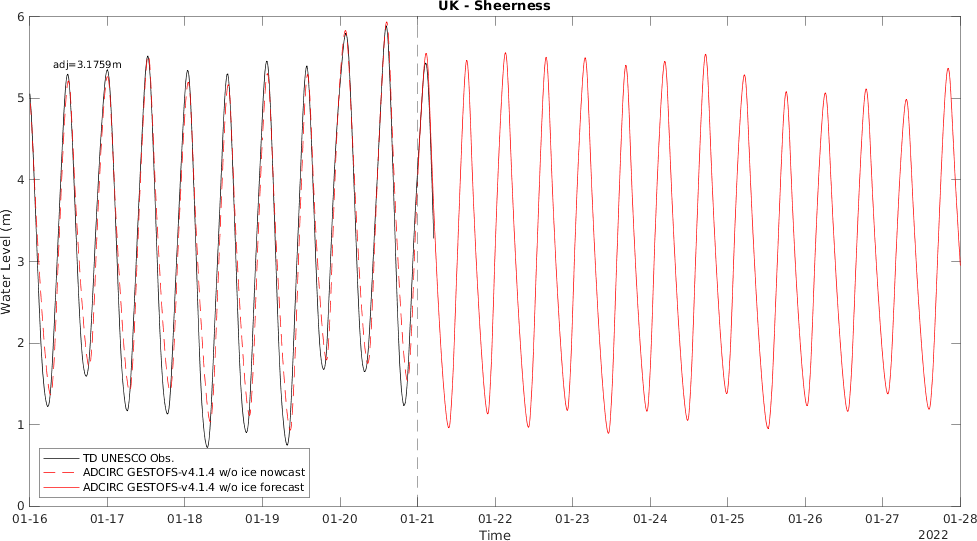 UK - Sheerness
adj=3.1759m
6
5
4
3
2
1
0
Water Level (m)
TD UNESCO Obs.
ADCIRC GESTOFS-v4.1.4 w/o ice nowcast
ADCIRC GESTOFS-v4.1.4 w/o ice forecast
01-16 01-17 01-18 01-19 01-20 01-21 01-22 01-23 01-24 01-25 01-26 01-27 01-28
Time
2022